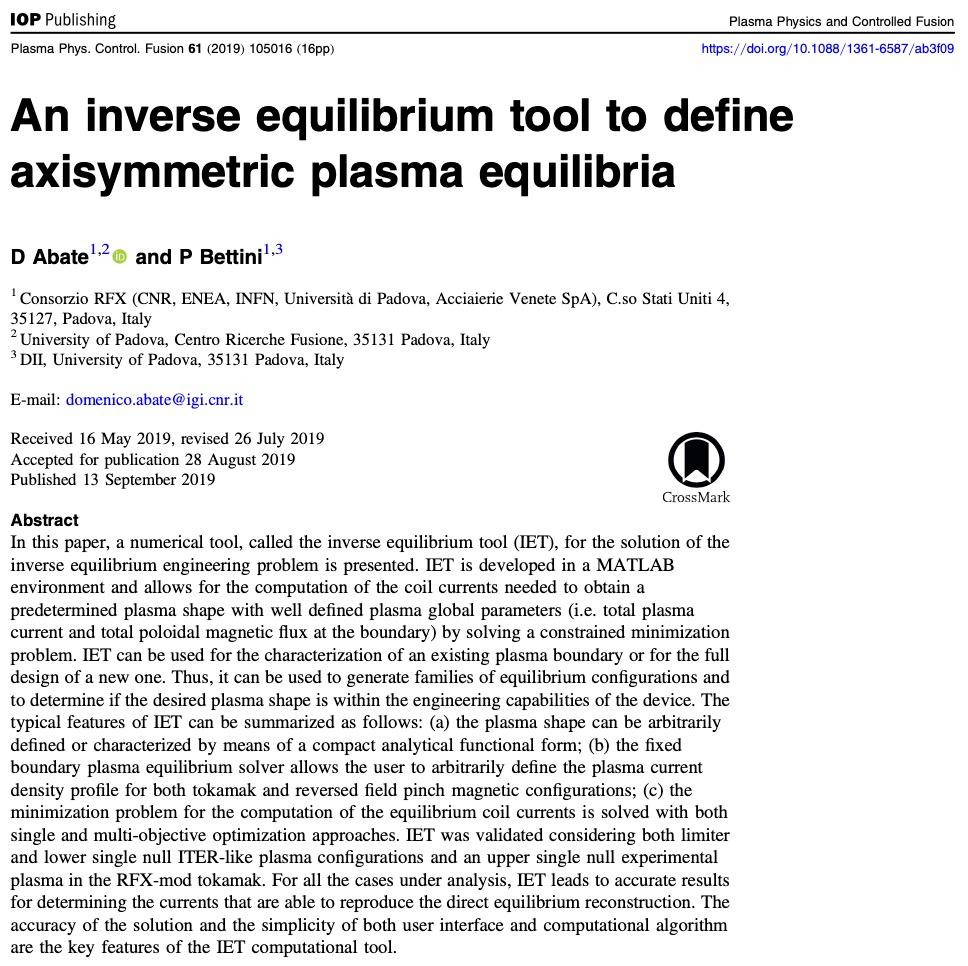 IOP Publishing
Plasma Physics and Controlled Fusion
Plasma Phys. Control. Fusion 61 (2019) 105016 (16pp)
https://doi.org/10.1088/1361-6587/ab3f09
An inverse equilibrium tool to define
axisymmetric plasma equilibria
D Abate1,2 iD and P Bettini1,3
1 Consorzio RFX (CNR, ENEA, INFN, Università di Padova, Acciaierie Venete SpA), C.so Stati Uniti 4,
35127, Padova, Italy
2 University of Padova, Centro Ricerche Fusione, 35131 Padova, Italy
3 DII, University of Padova, 35131 Padova, Italy
E-mail: domenico.abate@igi.cnr.it
Received 16 May 2019, revised 26 July 2019
Accepted for publication 28 August 2019
Published 13 September 2019
CrossMark
Abstract
In this paper, a numerical tool, called the inverse equilibrium tool (IET), for the solution of the
inverse equilibrium engineering problem is presented. IET is developed in a MATLAB
environment and allows for the computation of the coil currents needed to obtain a
predetermined plasma shape with well defined plasma global parameters (i.e. total plasma
current and total poloidal magnetic flux at the boundary) by solving a constrained minimization
problem. IET can be used for the characterization of an existing plasma boundary or for the full
design of a new one. Thus, it can be used to generate families of equilibrium configurations and
to determine if the desired plasma shape is within the engineering capabilities of the device. The
typical features of IET can be summarized as follows: (a) the plasma shape can be arbitrarily
defined or characterized by means of a compact analytical functional form; (b) the fixed
boundary plasma equilibrium solver allows the user to arbitrarily define the plasma current
density profile for both tokamak and reversed field pinch magnetic configurations; (c) the
minimization problem for the computation of the equilibrium coil currents is solved with both
single and multi-objective optimization approaches. IET was validated considering both limiter
and lower single null ITER-like plasma configurations and an upper single null experimental
plasma in the RFX-mod tokamak. For all the cases under analysis, IET leads to accurate results
for determining the currents that are able to reproduce the direct equilibrium reconstruction. The
accuracy of the solution and the simplicity of both user interface and computational algorithm
are the key features of the IET computational tool.